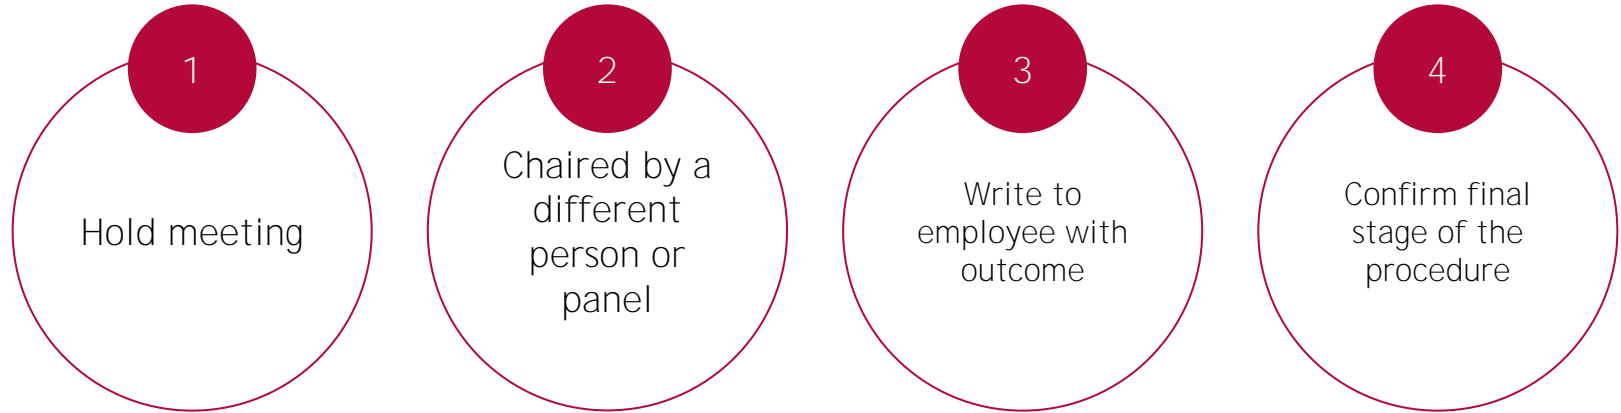 1
Hold meeting
2
Chaired by a
different
person or
panel
3
Write to
employee with
outcome
4
Confirm final
stage of the
procedure